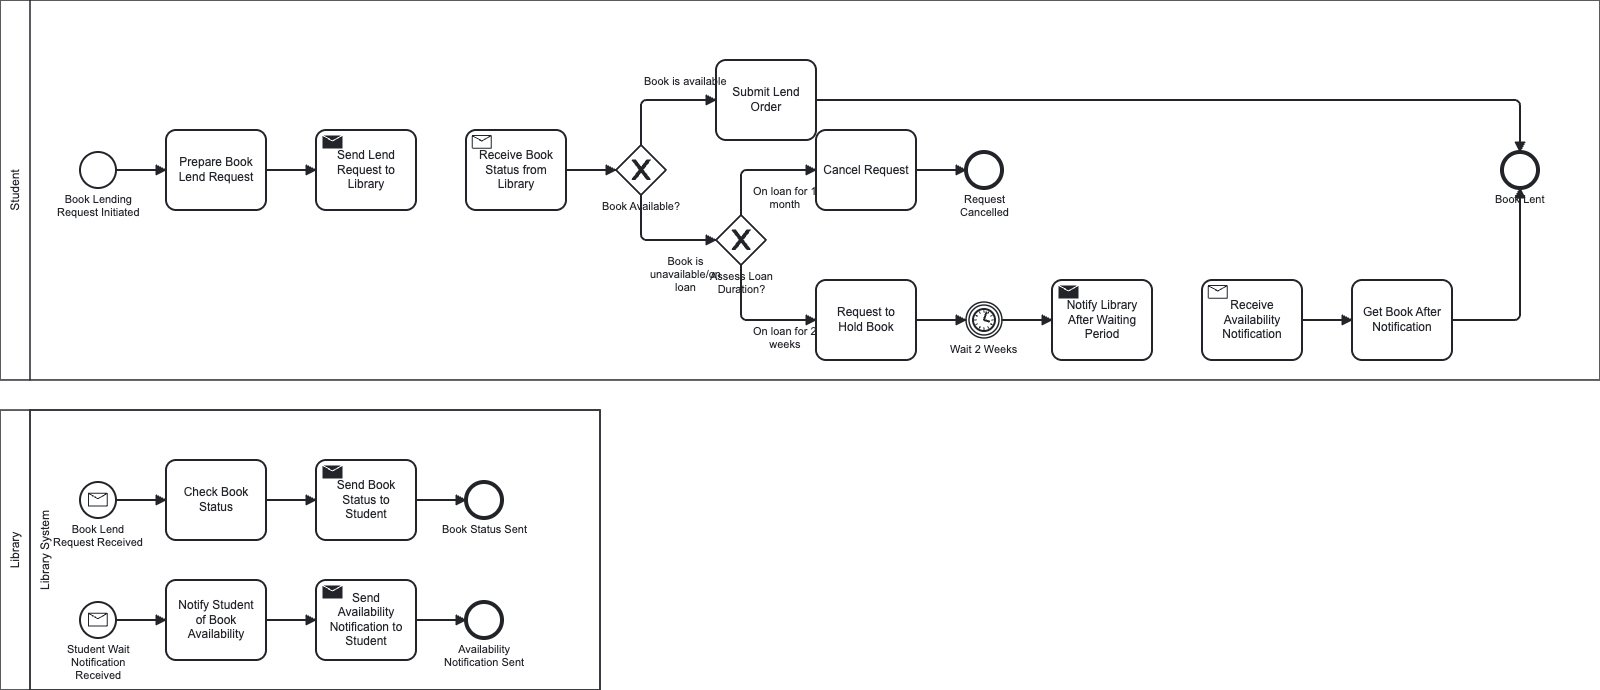 Student
Book Lending
Request Initiated
Prepare Book
Lend Request
Send Lend
Request to
Library
Receive Book
Status from
Library
Book Available?
Book is available
Submit Lend
Order
Book is
unavailable/on
loan
Assess Loan
Duration?
On loan for 1
month
Cancel Request
Request
Cancelled
On loan for 2
weeks
Request to
Hold Book
Wait 2 Weeks
Notify Library
After Waiting
Period
Receive
Availability
Notification
Get Book After
Notification
Book Lent
Library
Library System
Book Lend
Request Received
Check Book
Status
Send Book
Status to
Student
Book Status Sent
Student Wait
Notification
Received
Notify Student
of Book
Availability
Send
Availability
Notification to
Student
Availability
Notification Sent